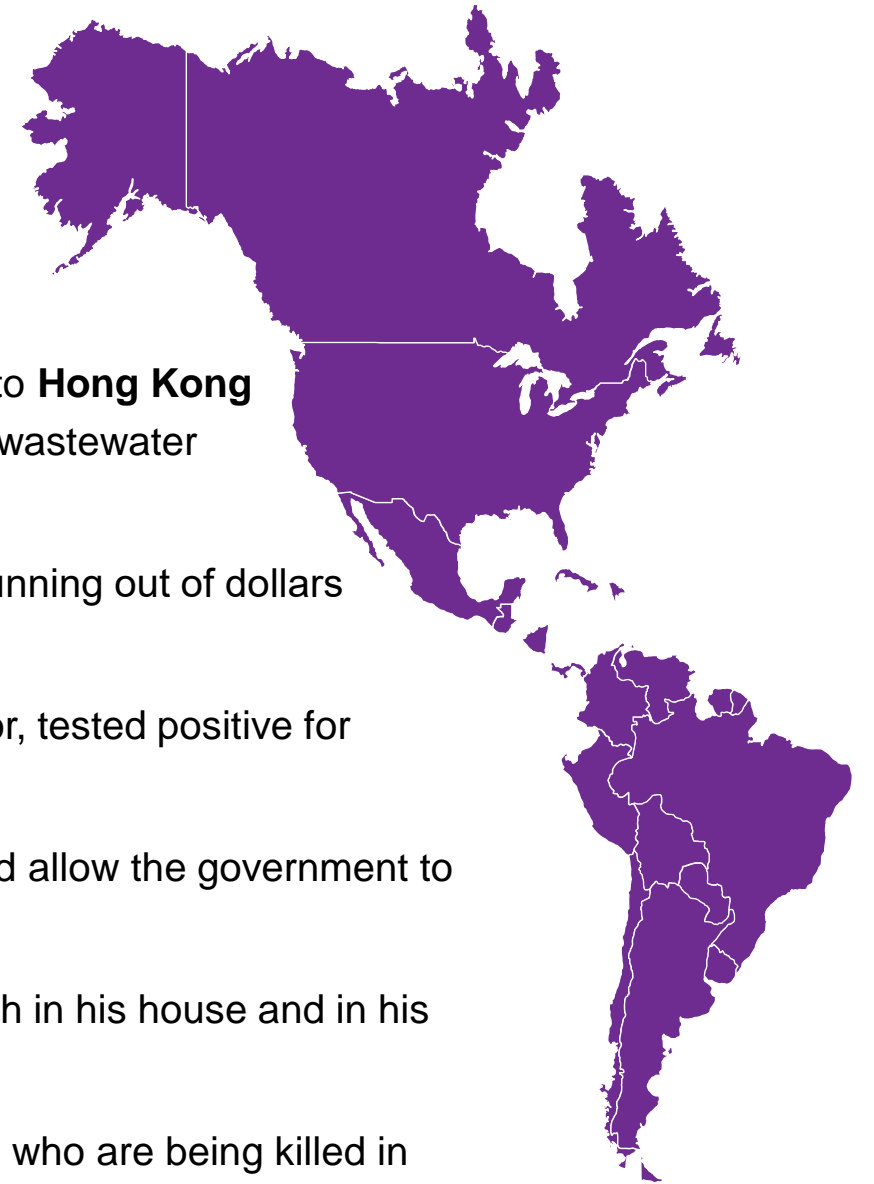 to Hong Kong
wastewater
unning out of dollars
or, tested positive for
d allow the government to
h in his house and in his
who are being killed in